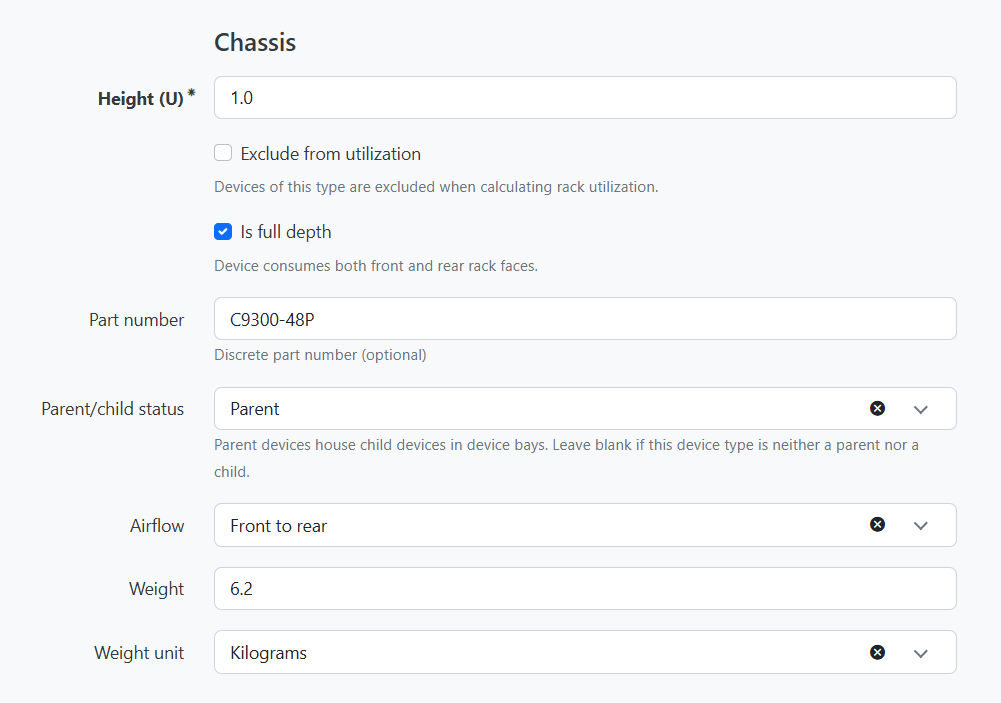 Chassis
Height (U) *
1.0
Exclude from utilization
Devices of this type are excluded when calculating rack utilization.
Is full depth
Device consumes both front and rear rack faces.
Part number
C9300-48P
Discrete part number (optional)
Parent/child status
Parent
Parent devices house child devices in device bays. Leave blank if this device type is neither a parent nor a
child.
Airflow
Front to rear
Weight
6.2
Weight unit
Kilograms